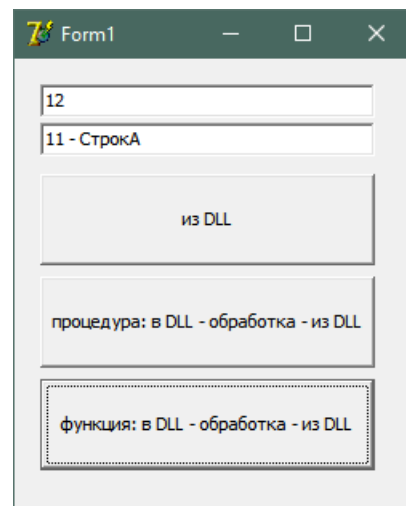 Form1
12
11 - СтрокА
из DLL
процедура: в DLL - обработка - из DLL
функция: в DLL - обработка - из DLL